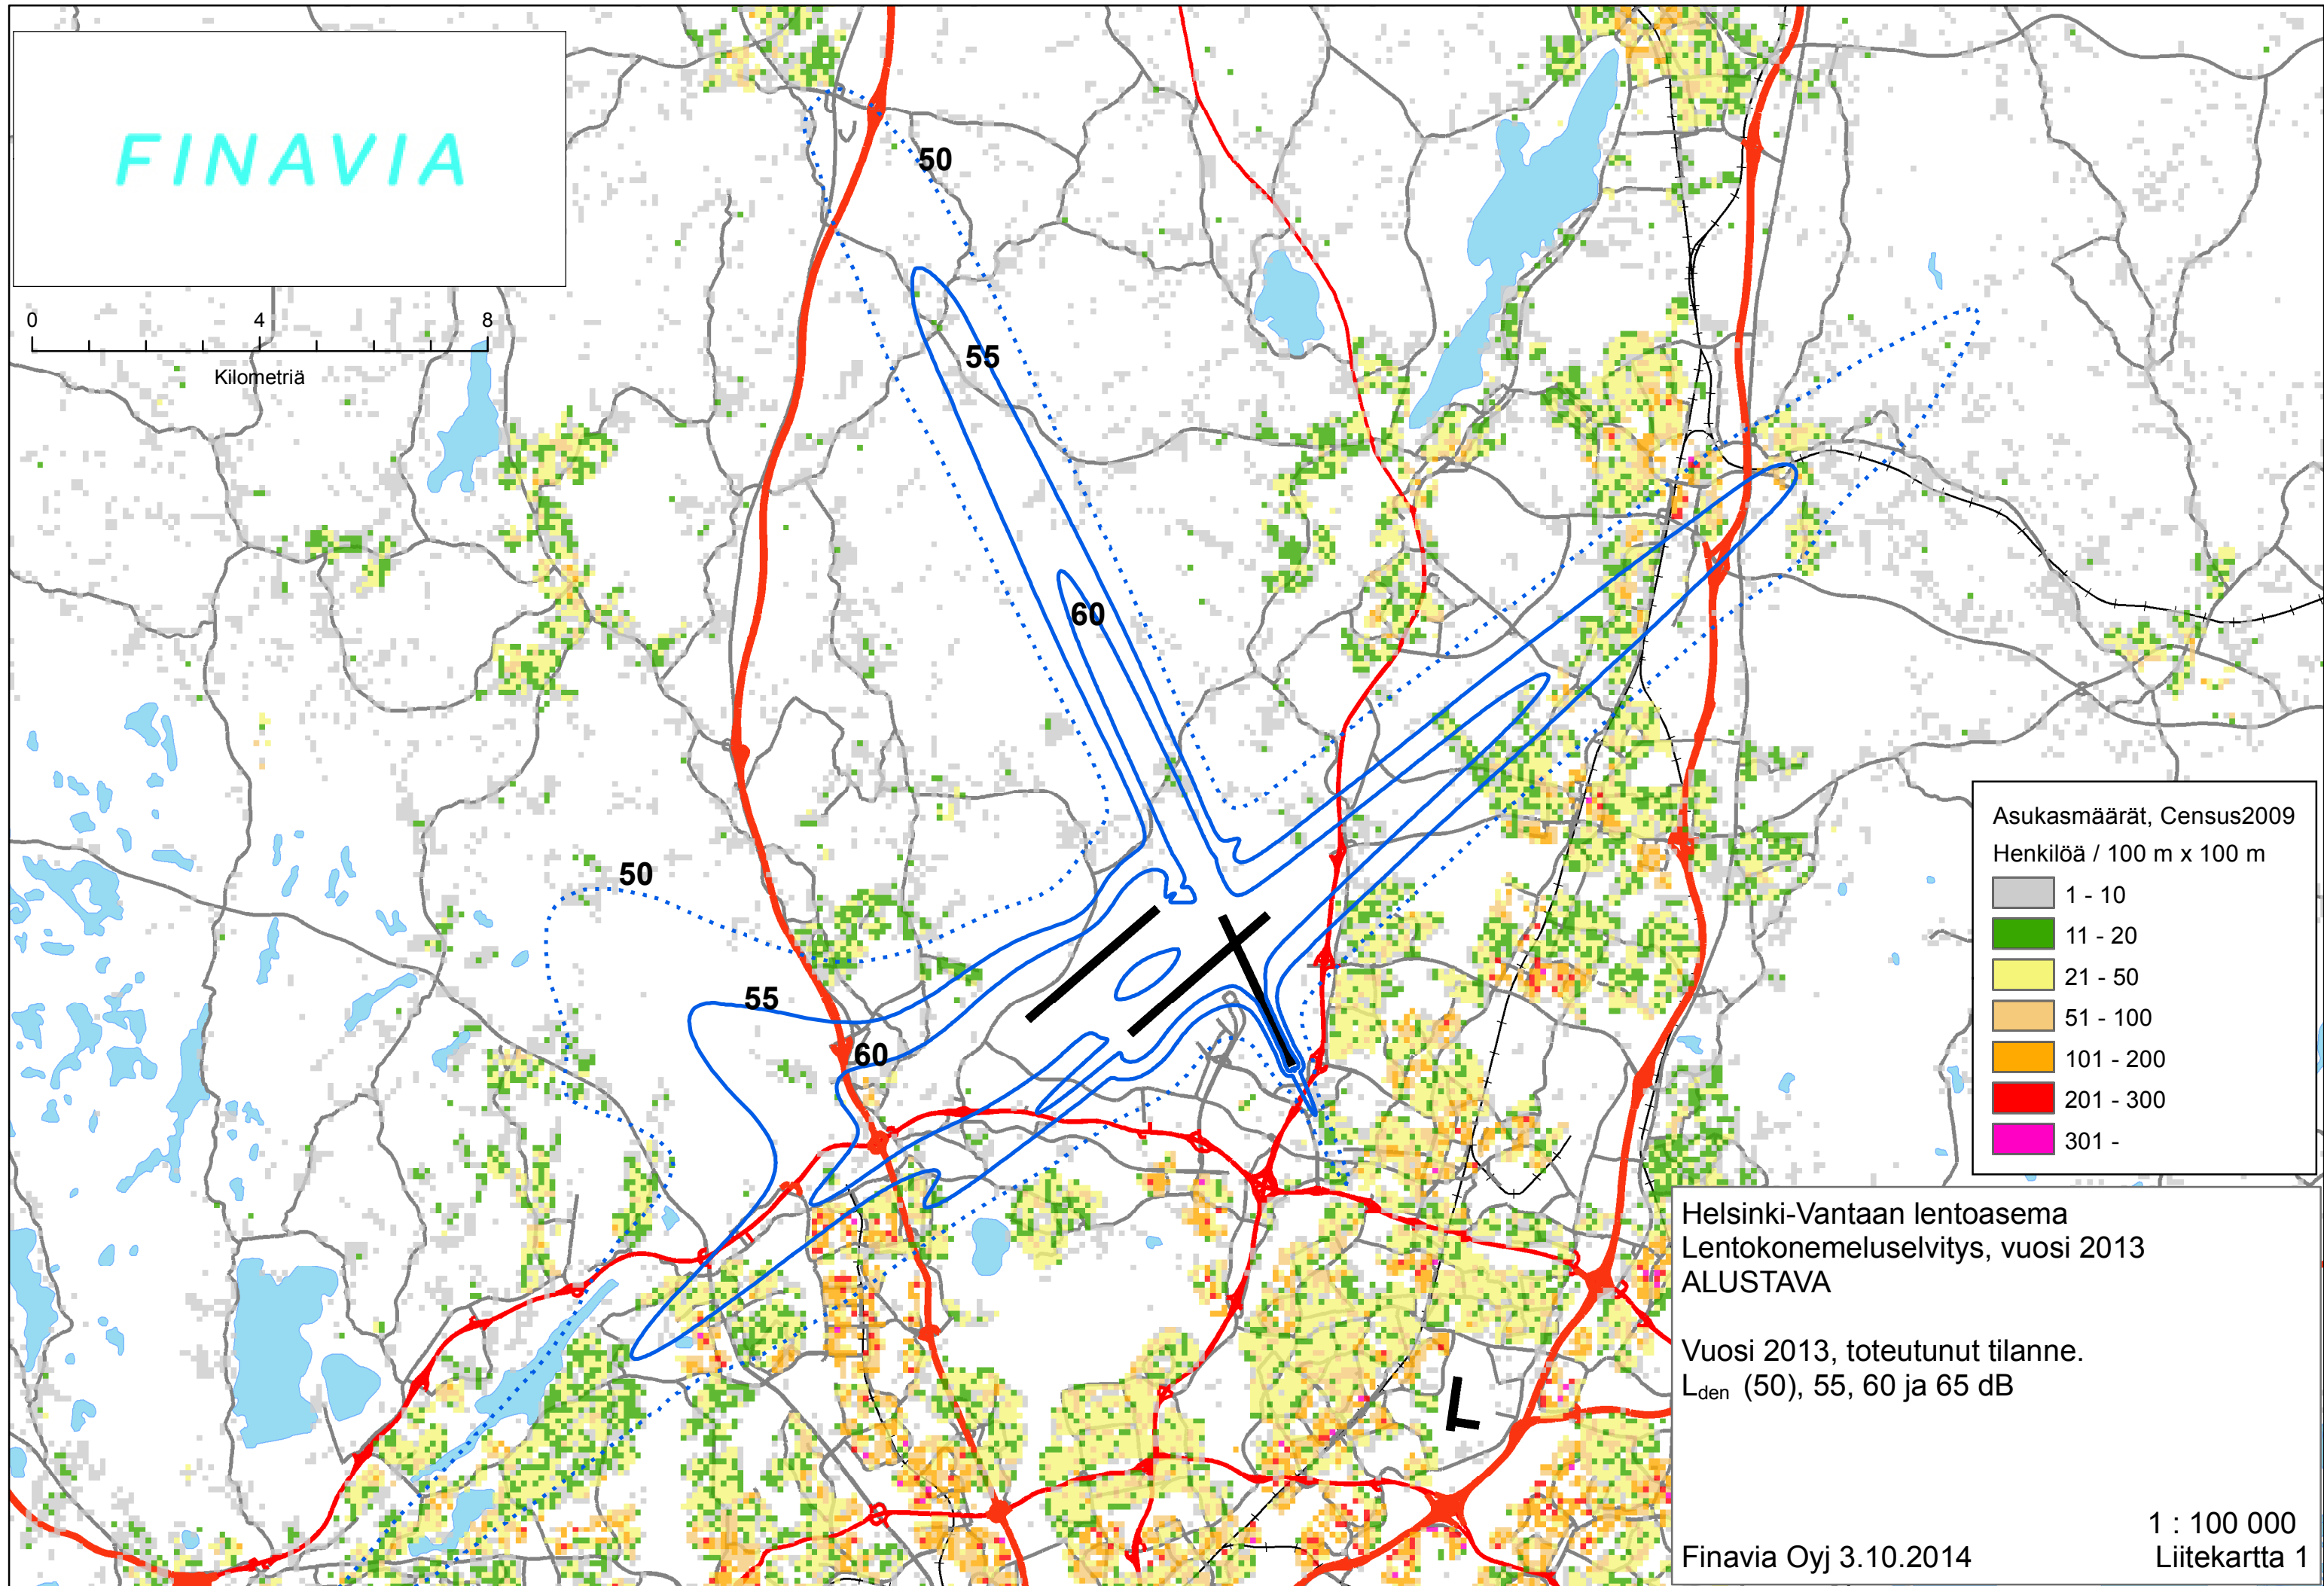 FINAVIA
0 4 8
Kilometriä
50
55
60
50
55
60
Asukasmäärät, Census2009
Henkilöä / 100 m x 100 m
1 - 10
11 - 20
21 - 50
51 - 100
101 - 200
201 - 300
301 -
Helsinki-Vantaan lentoasema
Lentokonemeluselvitys, vuosi 2013
ALUSTAVA
Vuosi 2013, toteutunut tilanne.
Lden (50), 55, 60 ja 65 dB
1 : 100 000
Finavia Oyj 3.10.2014 Liitekartta 1